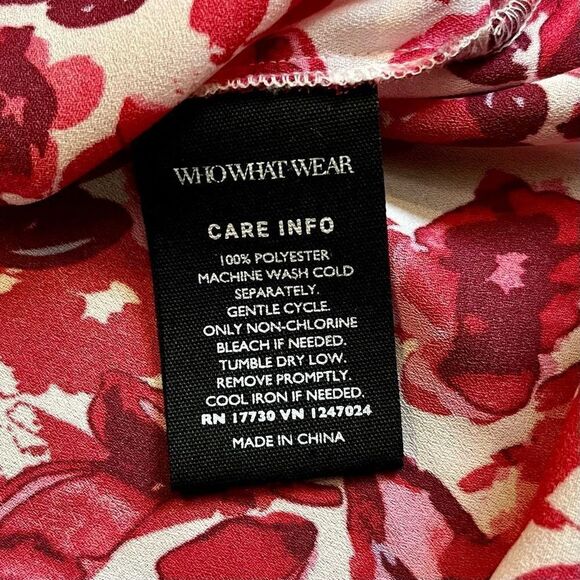 WHO WHAT WEAR
CARE INFO
100% POLYESTER
MACHINE WASH COLD
SEPARATELY.
GENTLE CYCLE.
ONLY NON-CHLORINE
BLEACH IF NEEDED.
TUMBLE DRY LOW.
REMOVE PROMPTLY.
COOL IRON IF NEEDED.
RN 17730 VN 1247024
MADE IN CHINA